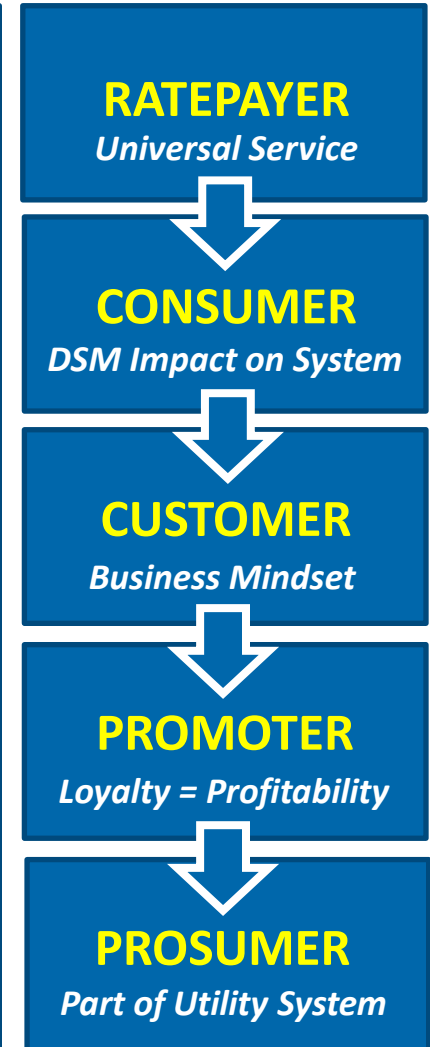 RATEPAYER
Universal Service
CONSUMER
DSM Impact on System
CUSTOMER
Business Mindset
PROMOTER
Loyalty = Profitability
PROSUMER
Part of Utility System